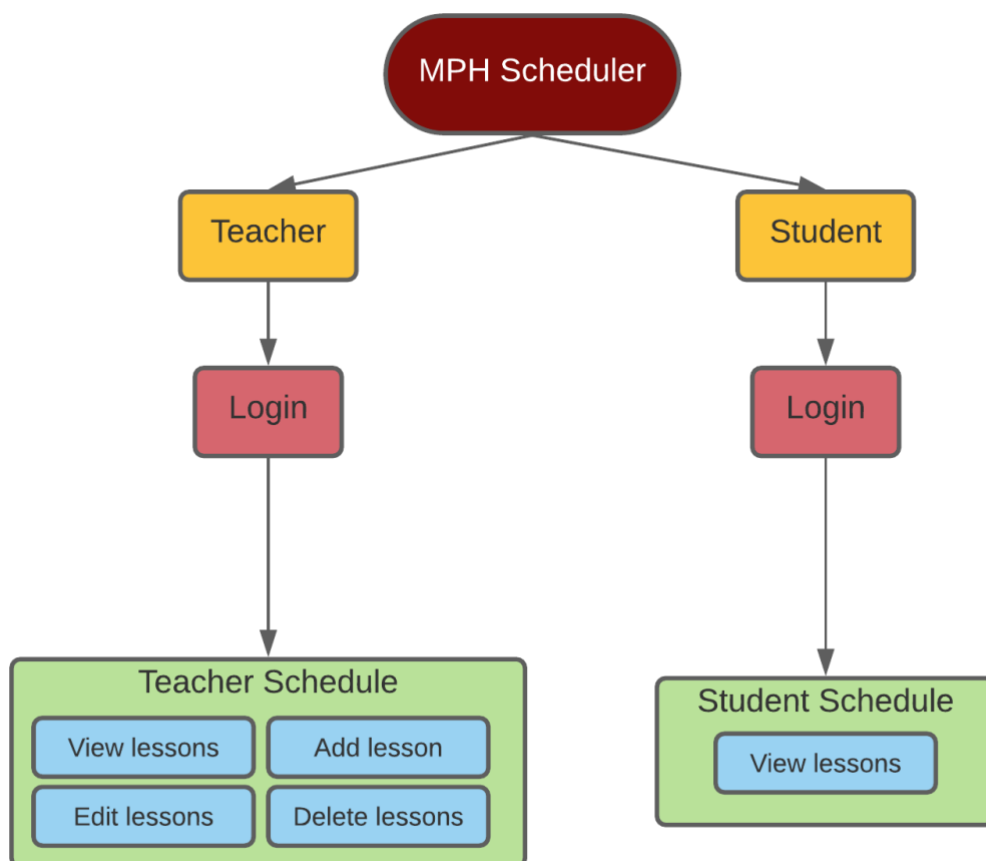 MPH Scheduler
Teacher
Student
Login
Login
Teacher Schedule
View lessons
Add lesson
Edit lessons
Delete lessons
Student Schedule
View lessons